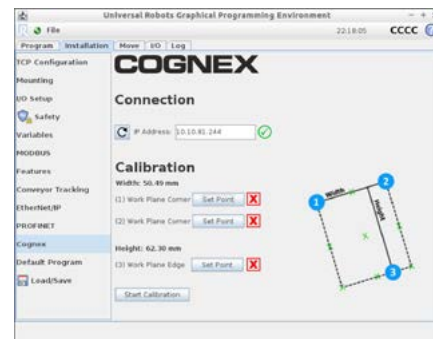 Universal Robots Graphical Programming Environment
File
22:18:05
CCCC
Program Installation Move I/O Log
TCP Configuration
Mounting
I/O Setup
Safety
Variables
MODBUS
Features
Conveyor Tracking
EtherNet/IP
PROFINET
Cognex
Default Program
Load/Save
COGNEX
Connection
IP Address: 10.10.81.244
Calibration
Width: 50.49 mm
(1) Work Plane Corner Set Point X
(2) Work Plane Corner Set Point X
Height: 62.30 mm
(3) Work Plane Edge Set Point X
Start Calibration
1
Width
2
Height
3